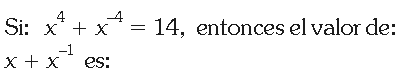 Si: x⁴ + x⁻⁴ = 14, entonces el valor de:
x + x⁻¹ es: